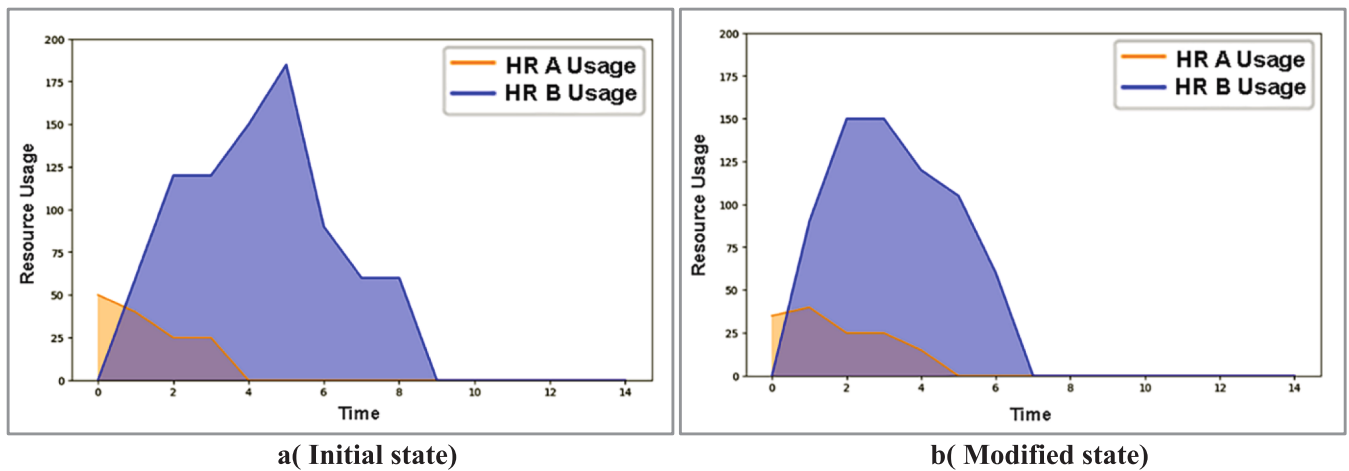 200
175
150
125
100
75
50
25
0
Resource Usage
HR A Usage
HR B Usage
0 2 4 6 8 10 12 14
Time
a( Initial state)
200
175
150
125
100
75
50
25
0
Resource Usage
HR A Usage
HR B Usage
0 2 4 6 8 10 12 14
Time
b( Modified state)